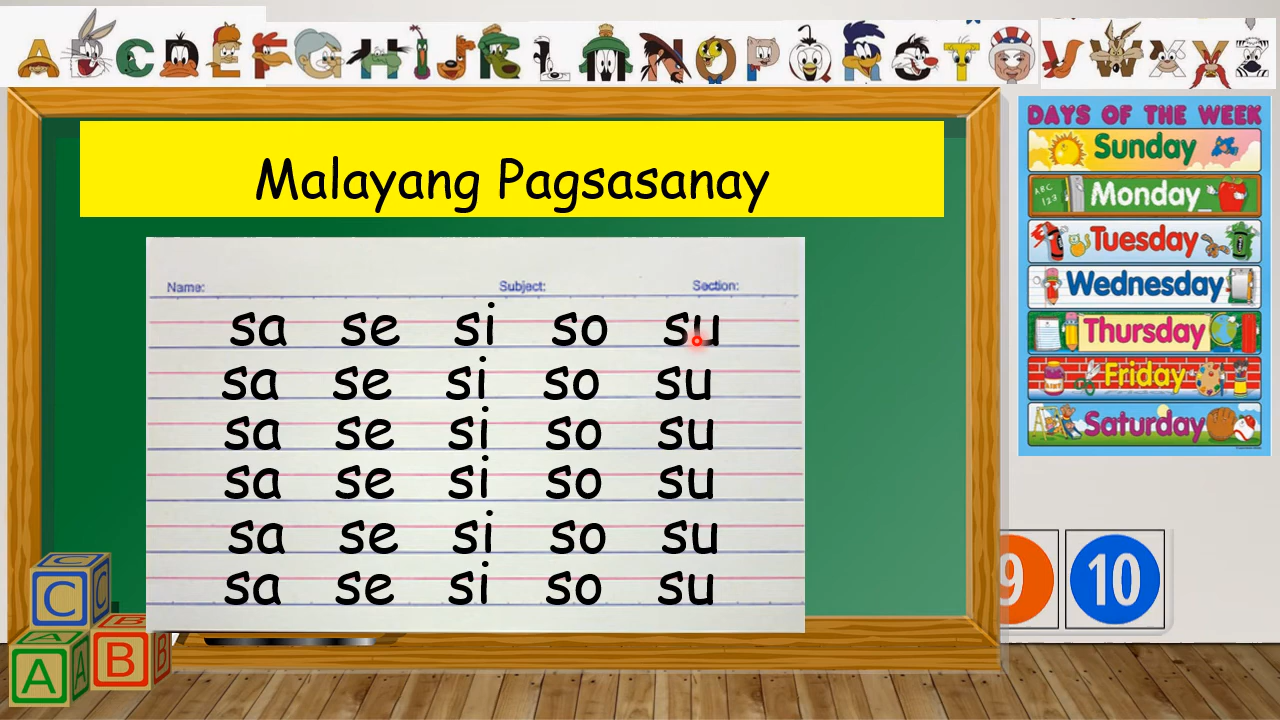 A B C D E F G H I J K L M N O P Q R S T U V W X Y Z
DAYS OF THE WEEK
Sunday
Monday
Tuesday
Wednesday
Thursday
Friday
Saturday
Malayang Pagsasanay
Name: Subject: Section:
sa se si so su
sa se si so su
sa se si so su
sa se si so su
sa se si so su
sa se si so su
9 10
C C C
A A A
B B B